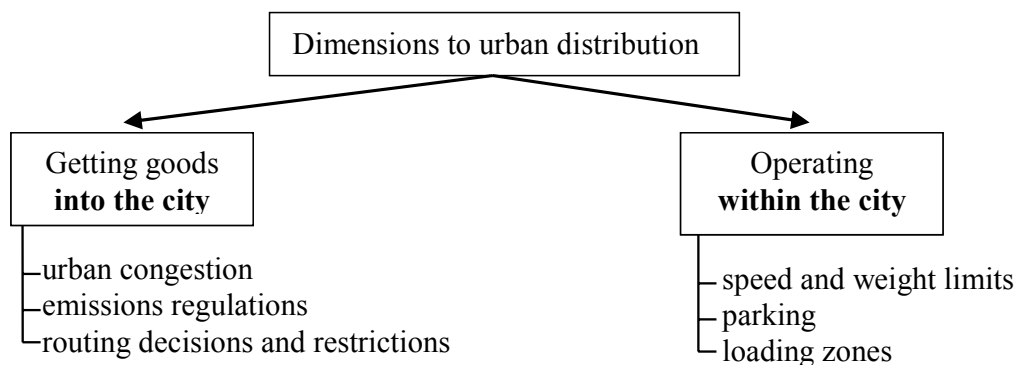 Dimensions to urban distribution
Getting goods
into the city
urban congestion
emissions regulations
routing decisions and restrictions
Operating
within the city
speed and weight limits
parking
loading zones